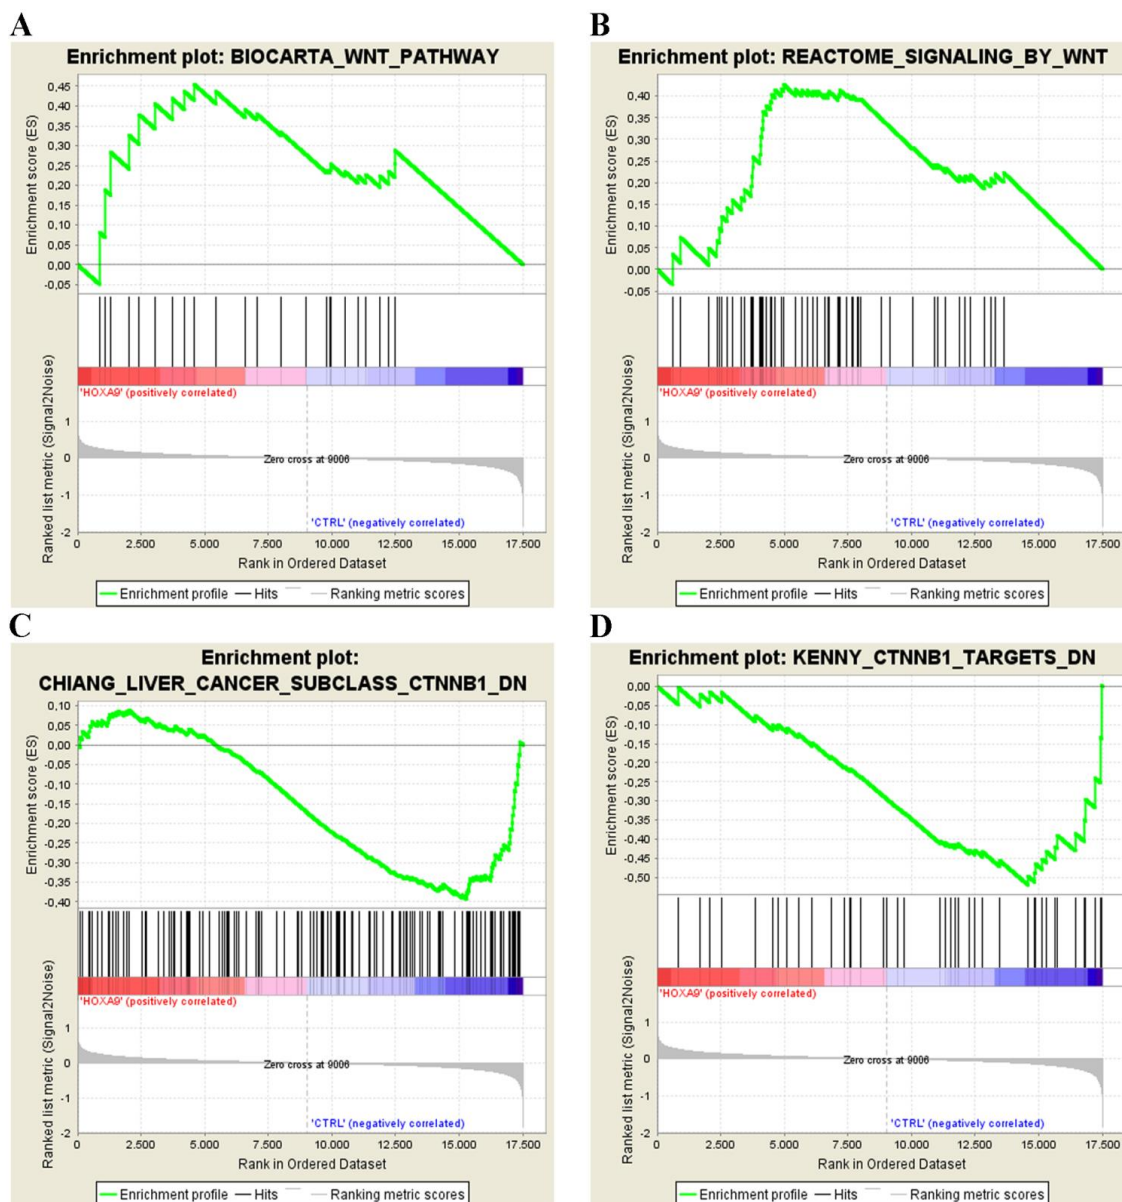 A
Enrichment plot: BIOCARTA_WNT_PATHWAY
Enrichment score (ES)
0,45
0,40
0,35
0,30
0,25
0,20
0,15
0,10
0,05
0,00
-0,05
'HOXA9' (positively correlated)
Ranked list metric (Signal2Noise)
1
0
-1
-2
Zero cross at 9006
'CTRL' (negatively correlated)
0 2.500 5.000 7.500 10.000 12.500 15.000 17.500
Rank in Ordered Dataset
Enrichment profile Hits Ranking metric scores
B
Enrichment plot: REACTOME_SIGNALING_BY_WNT
Enrichment score (ES)
0,40
0,35
0,30
0,25
0,20
0,15
0,10
0,05
0,00
-0,05
'HOXA9' (positively correlated)
Ranked list metric (Signal2Noise)
1
0
-1
-2
Zero cross at 9006
'CTRL' (negatively correlated)
0 2.500 5.000 7.500 10.000 12.500 15.000 17.500
Rank in Ordered Dataset
Enrichment profile Hits Ranking metric scores
C
Enrichment plot:
CHIANG_LIVER_CANCER_SUBCLASS_CTNNB1_DN
Enrichment score (ES)
0,10
0,05
0,00
-0,05
-0,10
-0,15
-0,20
-0,25
-0,30
-0,35
-0,40
'HOXA9' (positively correlated)
Ranked list metric (Signal2Noise)
1
0
-1
-2
Zero cross at 9006
'CTRL' (negatively correlated)
0 2.500 5.000 7.500 10.000 12.500 15.000 17.500
Rank in Ordered Dataset
Enrichment profile Hits Ranking metric scores
D
Enrichment plot: KENNY_CTNNB1_TARGETS_DN
Enrichment score (ES)
0,00
-0,05
-0,10
-0,15
-0,20
-0,25
-0,30
-0,35
-0,40
-0,45
-0,50
'HOXA9' (positively correlated)
Ranked list metric (Signal2Noise)
1
0
-1
-2
Zero cross at 9006
'CTRL' (negatively correlated)
0 2.500 5.000 7.500 10.000 12.500 15.000 17.500
Rank in Ordered Dataset
Enrichment profile Hits Ranking metric scores